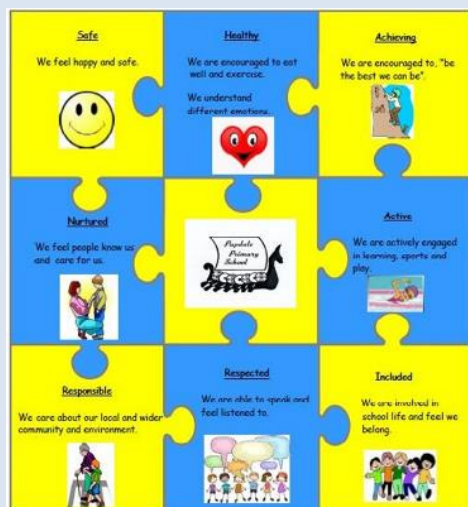 Safe
We feel happy and safe.
Healthy
We are encouraged to eat
well and exercise.
We understand
different emotions.
Achieving
We are encouraged to, "be
the best we can be".
Nurtured
We feel people know us
and care for us.
Papdale
Primary
School
Active
We are actively engaged
in learning, sports and
play.
Responsible
We care about our local and wider
community and environment.
Respected
We are able to speak and
feel listened to.
Included
We are involved in
school life and feel we
belong.